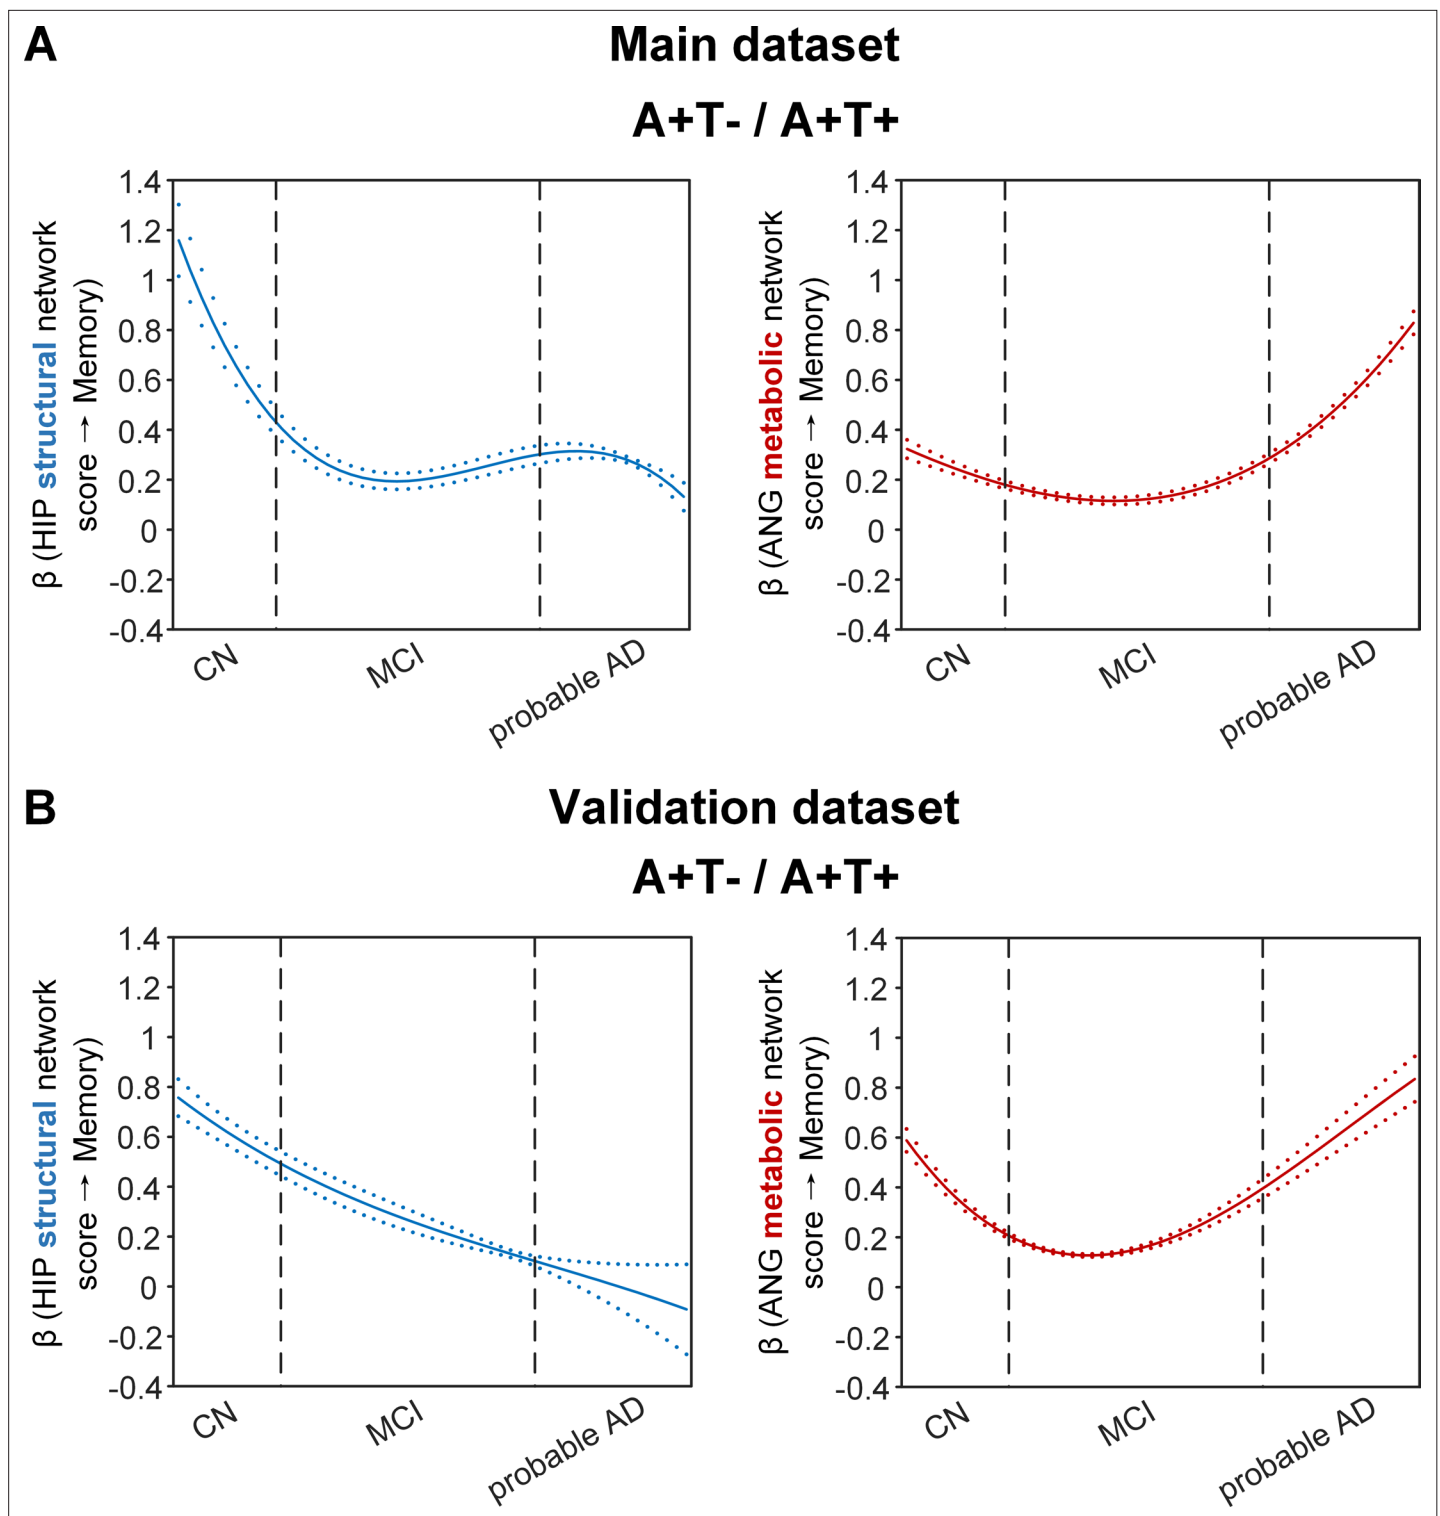 A
Main dataset
A+T- / A+T+
β (HIP structural network
score → Memory)
1.4
1.2
1
0.8
0.6
0.4
0.2
0
-0.2
-0.4
CN
MCI
probable AD
β (ANG metabolic network
score → Memory)
1.4
1.2
1
0.8
0.6
0.4
0.2
0
-0.2
-0.4
CN
MCI
probable AD
B
Validation dataset
A+T- / A+T+
β (HIP structural network
score → Memory)
1.4
1.2
1
0.8
0.6
0.4
0.2
0
-0.2
-0.4
CN
MCI
probable AD
β (ANG metabolic network
score → Memory)
1.4
1.2
1
0.8
0.6
0.4
0.2
0
-0.2
-0.4
CN
MCI
probable AD